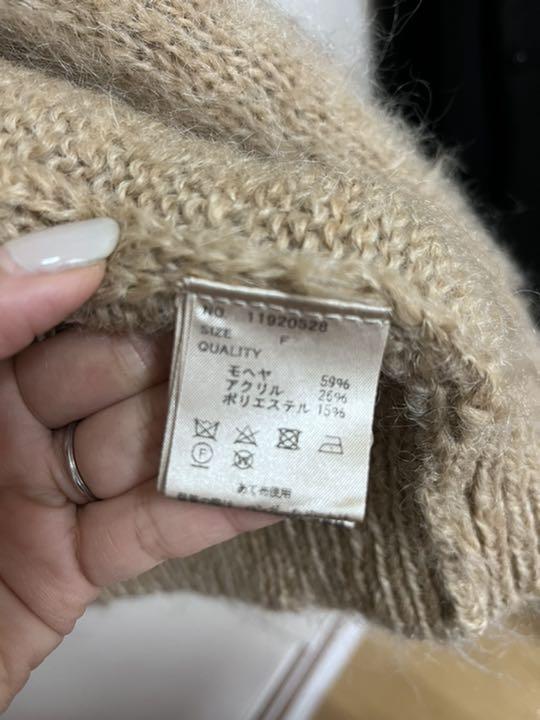 NO. 11920528
SIZE F
QUALITY
モヘヤ 59%
アクリル 26%
ポリエステル 15%
F
あて布使用